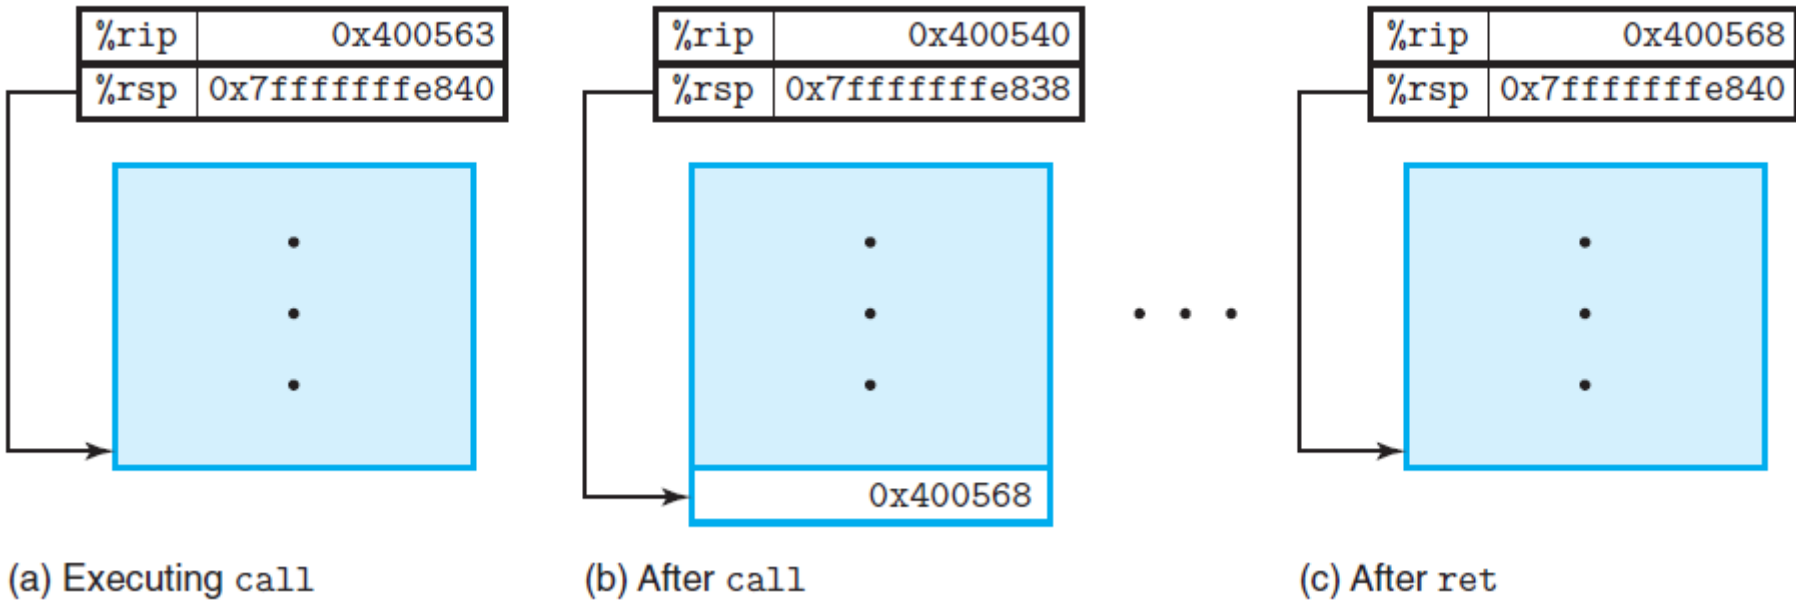 %rip 0x400563
%rsp 0x7fffffffe840
(a) Executing call
%rip 0x400540
%rsp 0x7fffffffe838
0x400568
(b) After call
%rip 0x400568
%rsp 0x7fffffffe840
(c) After ret